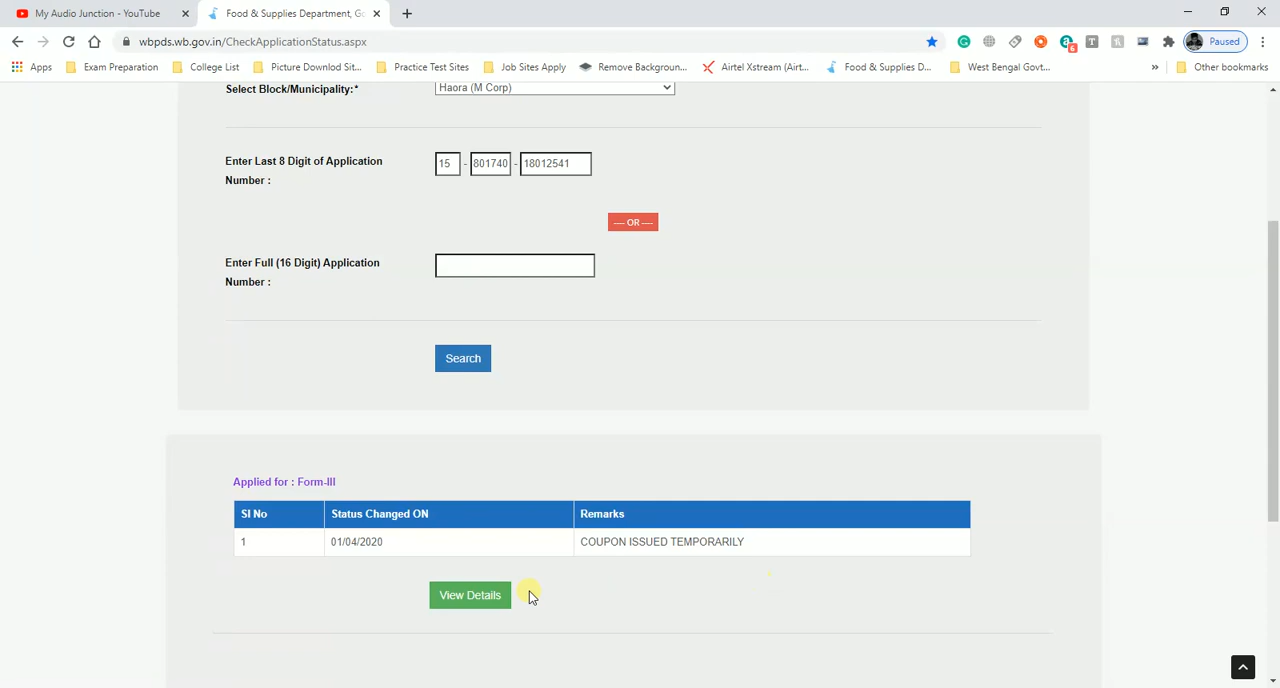 My Audio Junction - YouTube
Food & Supplies Department, Go
wbpds.wb.gov.in/CheckApplicationStatus.aspx
6
Paused
Apps
Exam Preparation
College List
Picture Downlod Sit...
Practice Test Sites
Job Sites Apply
Remove Backgroun...
Airtel Xstream (Airt...
Food & Supplies D...
West Bengal Govt...
»
Other bookmarks
Select Block/Municipality:*
Haora (M Corp)
Enter Last 8 Digit of Application
Number :
15 - 801740 - 18012541
---- OR ----
Enter Full (16 Digit) Application
Number :
Search
Applied for : Form-III
Sl No Status Changed ON Remarks
1 01/04/2020 COUPON ISSUED TEMPORARILY
View Details